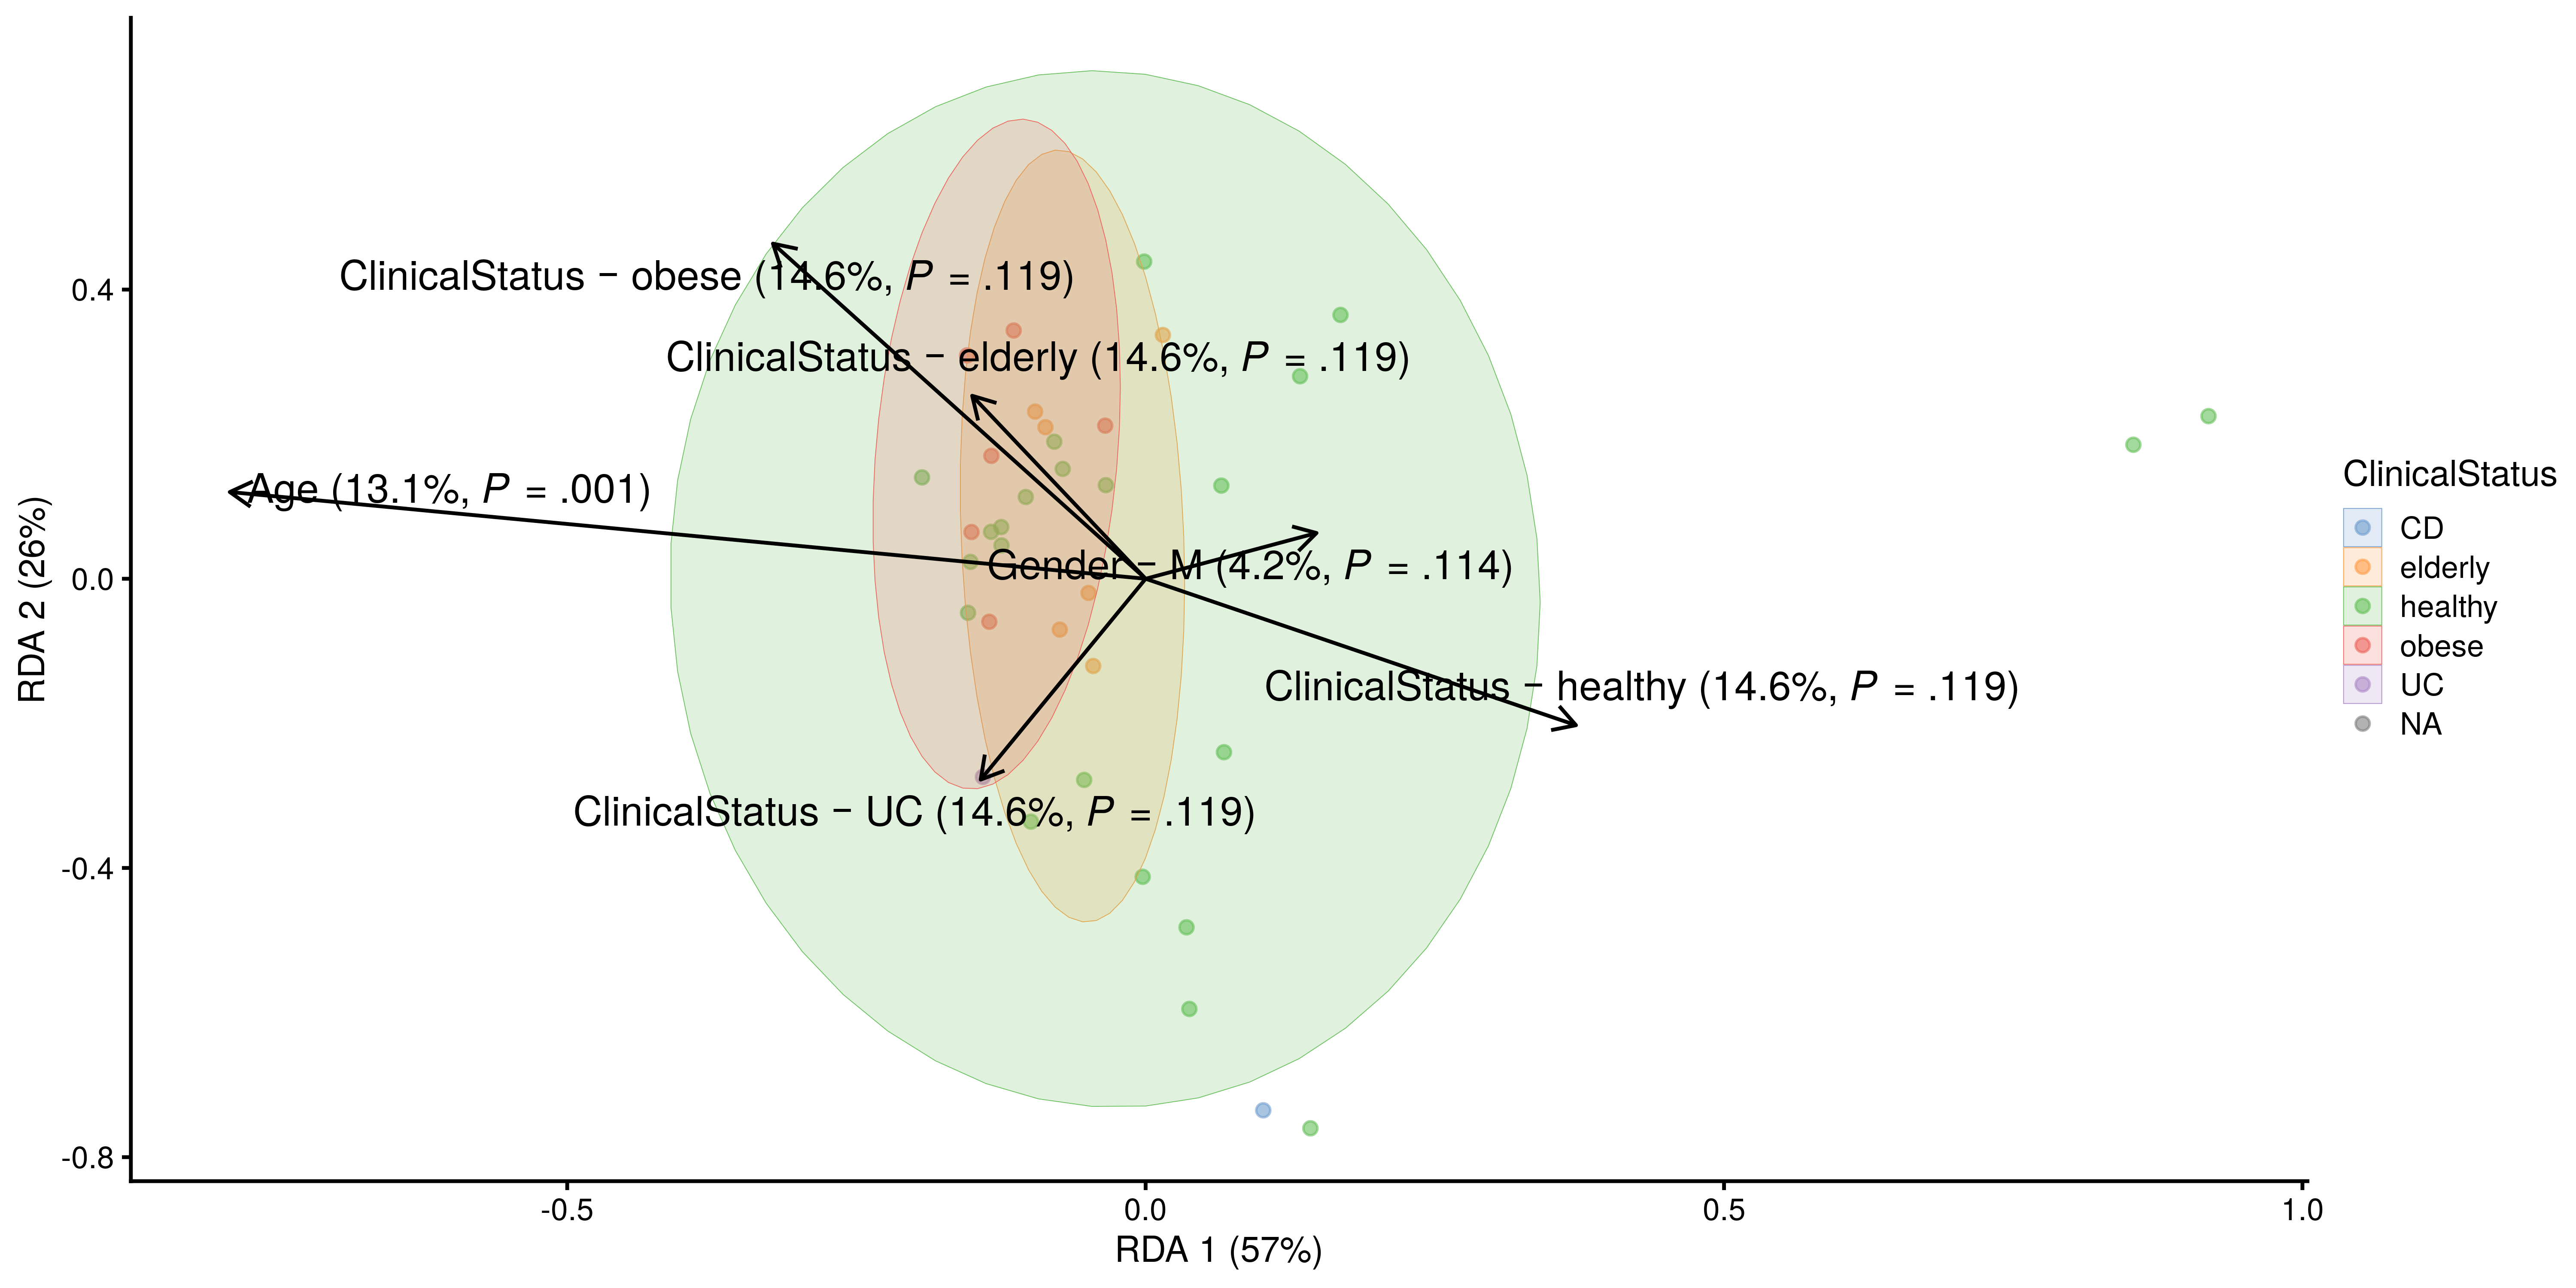 ClinicalStatus − obese (14.6%, P = .119)
ClinicalStatus − elderly (14.6%, P = .119)
Age (13.1%, P = .001)
Gender − M (4.2%, P = .114)
ClinicalStatus − healthy (14.6%, P = .119)
ClinicalStatus − UC (14.6%, P = .119)
0.4
0.0
-0.4
-0.8
RDA 2 (26%)
-0.5
0.0
0.5
1.0
RDA 1 (57%)
ClinicalStatus
CD
elderly
healthy
obese
UC
NA